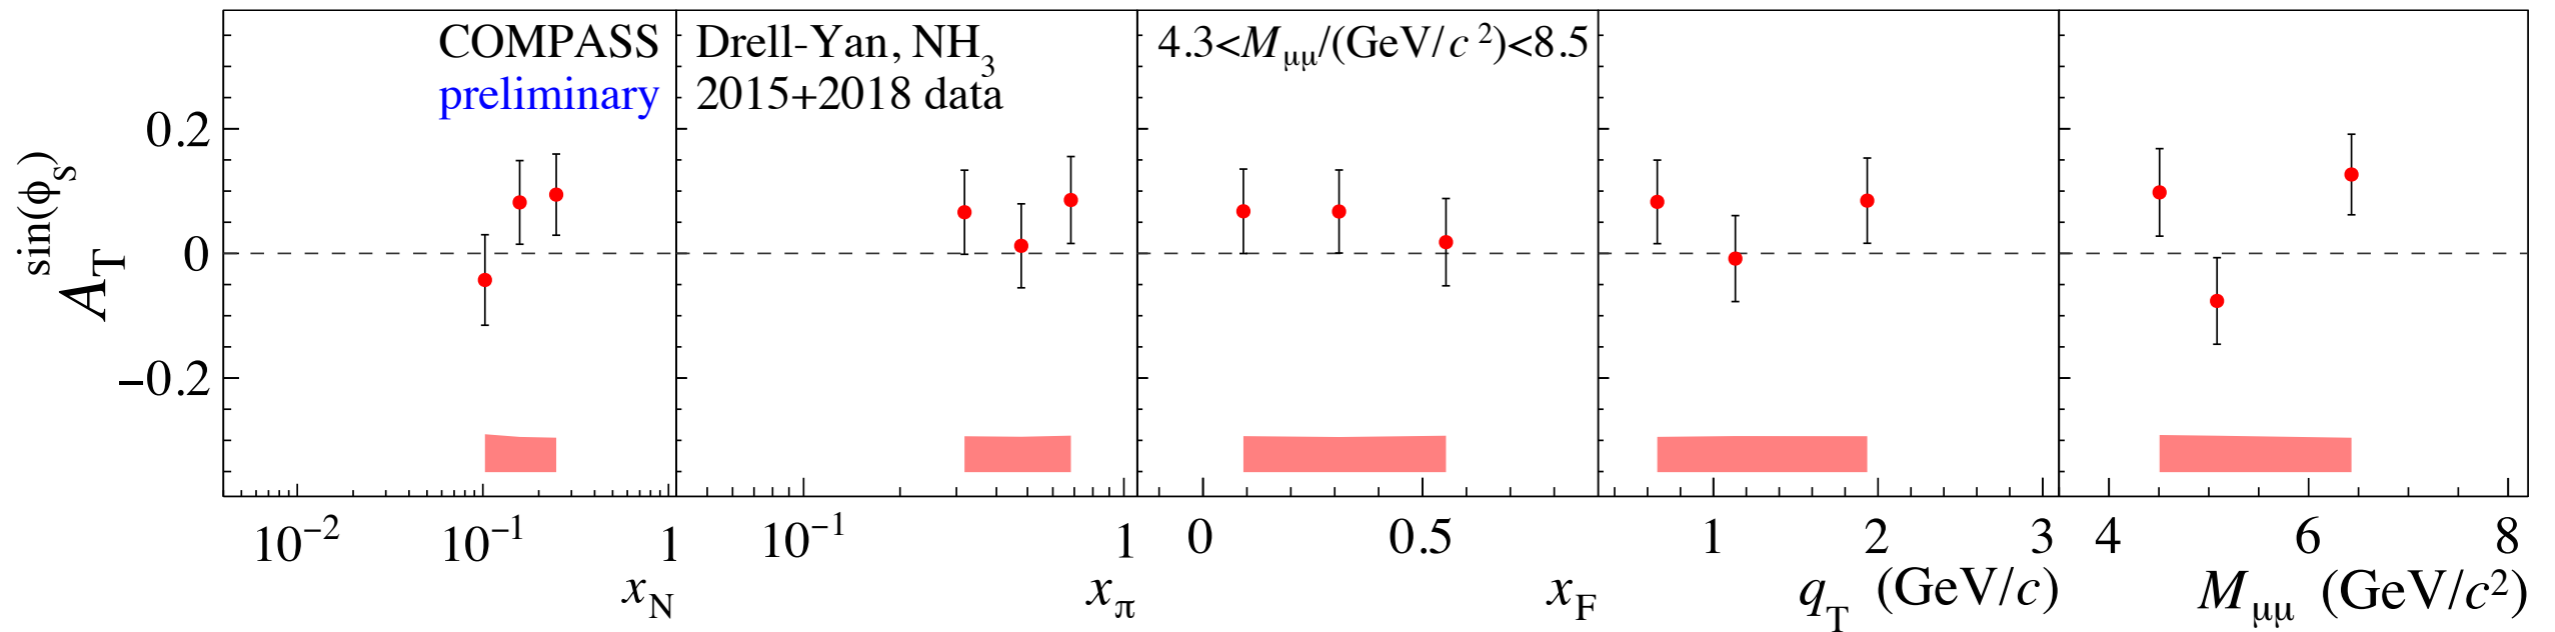 COMPASS
preliminary
Drell-Yan, NH₃
2015+2018 data
4.3<M_μμ/(GeV/c²)<8.5
A_T^sin(ϕ_S)
0.2
0
−0.2
10⁻² 10⁻¹ 1
x_N
10⁻¹ 1
x_π
0 0.5
x_F
1 2 3
q_T (GeV/c)
4 6 8
M_μμ (GeV/c²)